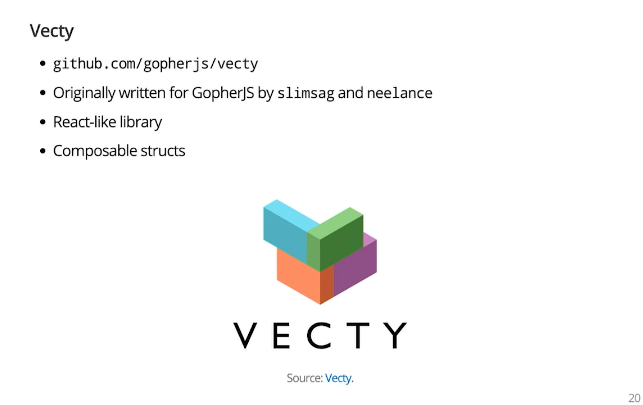 Vecty
• github.com/gopherjs/vecty
• Originally written for GopherJS by slimsag and neelance
• React-like library
• Composable structs
VECTY
Source: Vecty.
20